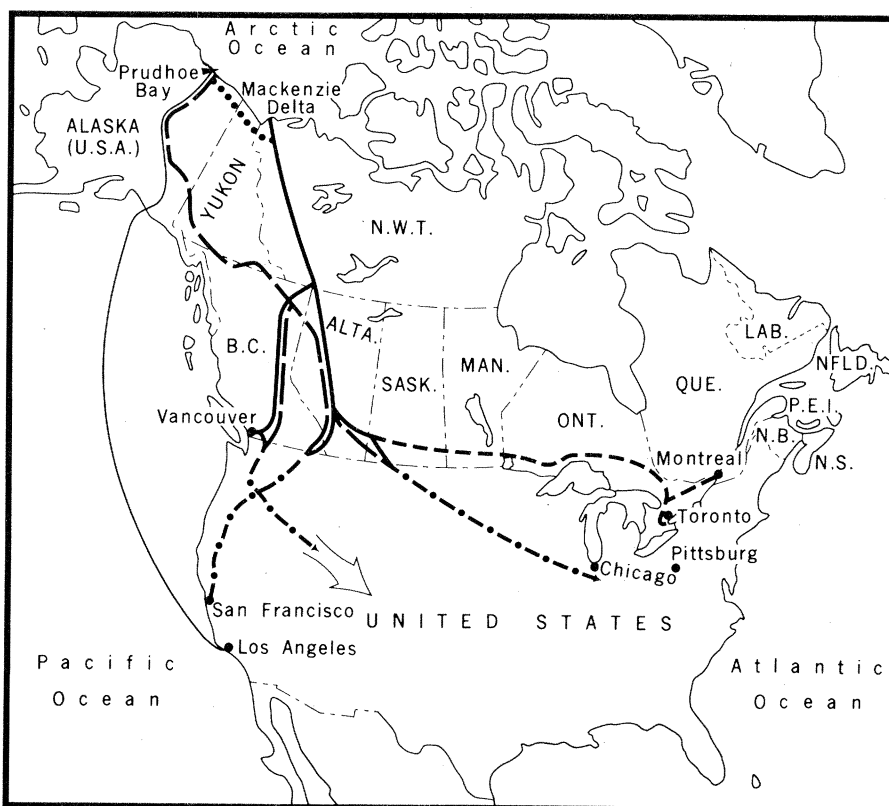 Arctic
Ocean
Prudhoe
Bay
Mackenzie
Delta
ALASKA
(U.S.A.)
YUKON
N.W.T.
B.C.
ALTA.
SASK.
MAN.
ONT.
QUE.
LAB.
NFLD.
P.E.I.
N.B.
N.S.
Vancouver
Montreal
Toronto
Pittsburg
Chicago
San Francisco
UNITED STATES
Los Angeles
Pacific
Ocean
Atlantic
Ocean